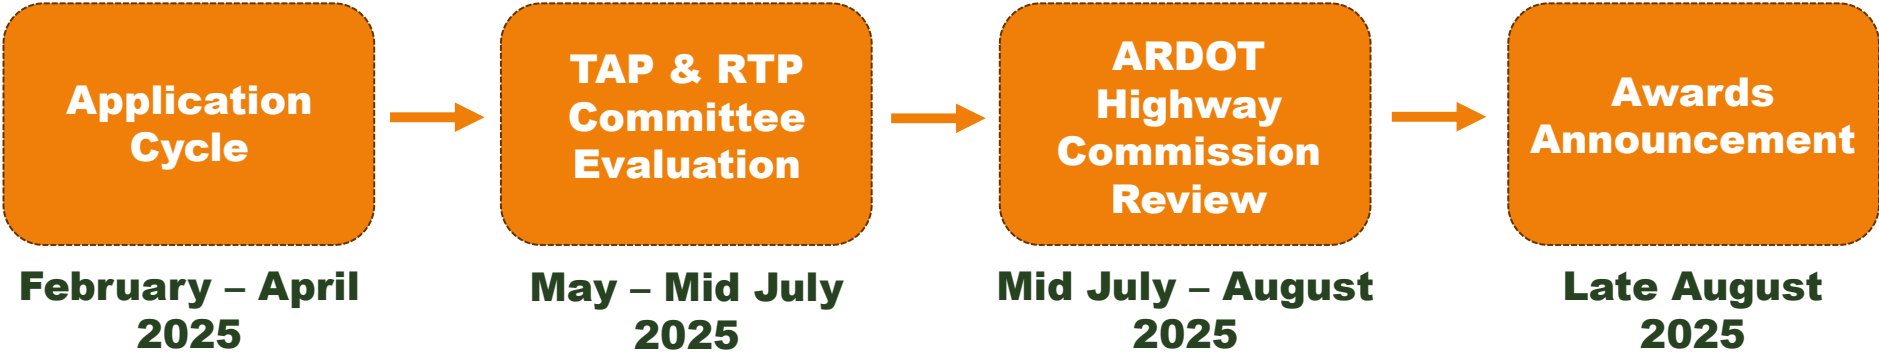 Application
Cycle
TAP & RTP
Committee
Evaluation
ARDOT
Highway
Commission
Review
Awards
Announcement
February – April
2025
May – Mid July
2025
Mid July – August
2025
Late August
2025